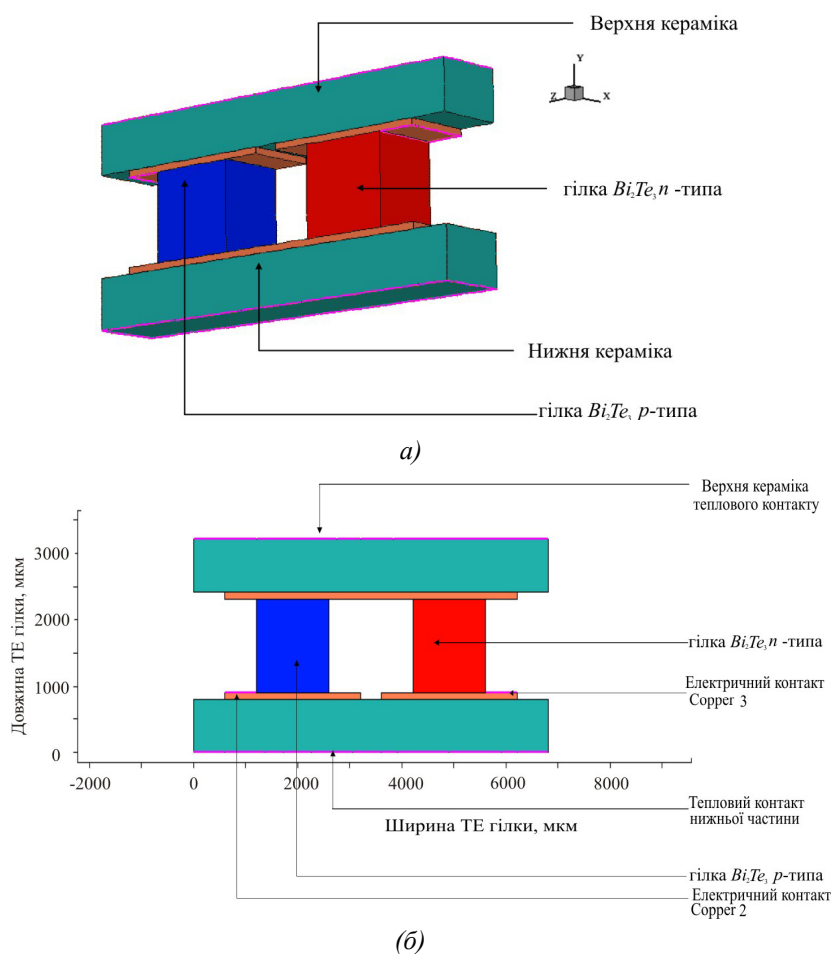 Верхня кераміка
Y
Z
X
гілка Bi₂Te₃ n -типа
Нижня кераміка
гілка Bi₂Te₃ p-типа
а)
Верхня кераміка
теплового контакту
Довжина ТЕ гілки, мкм
3000
2000
1000
0
гілка Bi₂Te₃ n -типа
Електричний контакт
Copper 3
-2000
0
2000
4000
6000
8000
Ширина ТЕ гілки, мкм
Тепловий контакт
нижньої частини
гілка Bi₂Te₃ p-типа
Електричний контакт
Copper 2
(б)